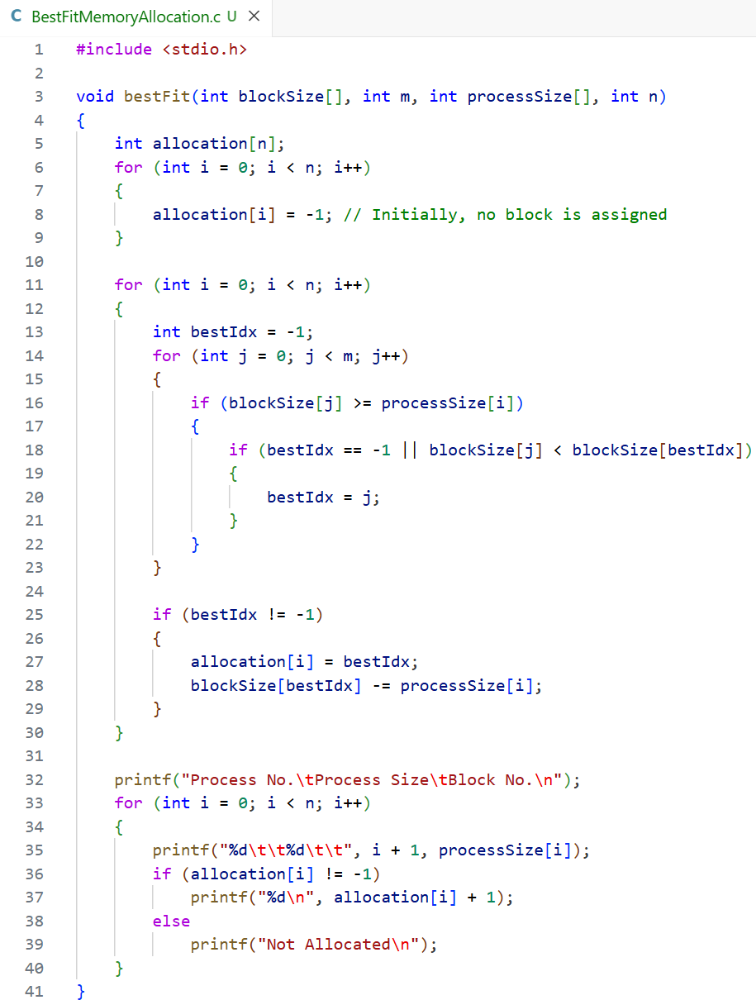 C BestFitMemoryAllocation.c U ×
1 #include <stdio.h>
2
3 void bestFit(int blockSize[], int m, int processSize[], int n)
4 {
5     int allocation[n];
6     for (int i = 0; i < n; i++)
7     {
8         allocation[i] = -1; // Initially, no block is assigned
9     }
10
11     for (int i = 0; i < n; i++)
12     {
13         int bestIdx = -1;
14         for (int j = 0; j < m; j++)
15         {
16             if (blockSize[j] >= processSize[i])
17             {
18                 if (bestIdx == -1 || blockSize[j] < blockSize[bestIdx])
19                 {
20                     bestIdx = j;
21                 }
22             }
23         }
24
25         if (bestIdx != -1)
26         {
27             allocation[i] = bestIdx;
28             blockSize[bestIdx] -= processSize[i];
29         }
30     }
31
32     printf("Process No.\tProcess Size\tBlock No.\n");
33     for (int i = 0; i < n; i++)
34     {
35         printf("%d\t\t%d\t\t", i + 1, processSize[i]);
36         if (allocation[i] != -1)
37             printf("%d\n", allocation[i] + 1);
38         else
39             printf("Not Allocated\n");
40     }
41 }